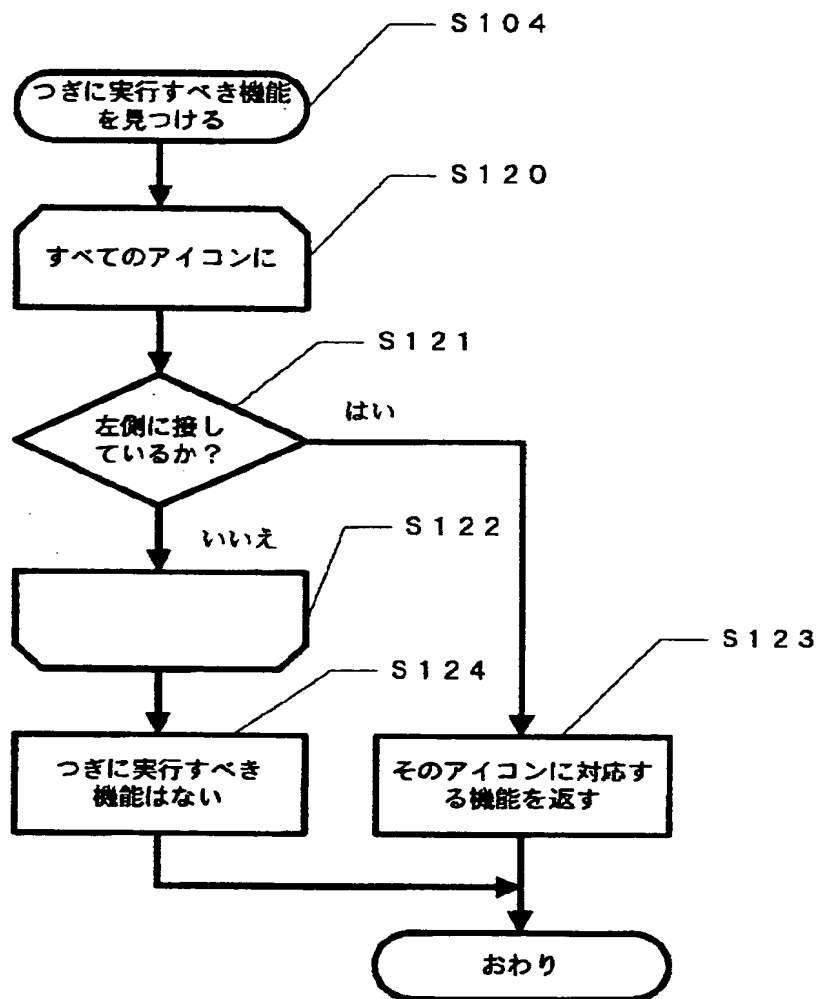 S104
つぎに実行すべき機能
を見つける
S120
すべてのアイコンに
S121
左側に接し
ているか？
はい
いいえ
S122
S123
S124
つぎに実行すべき
機能はない
そのアイコンに対応す
る機能を返す
おわり